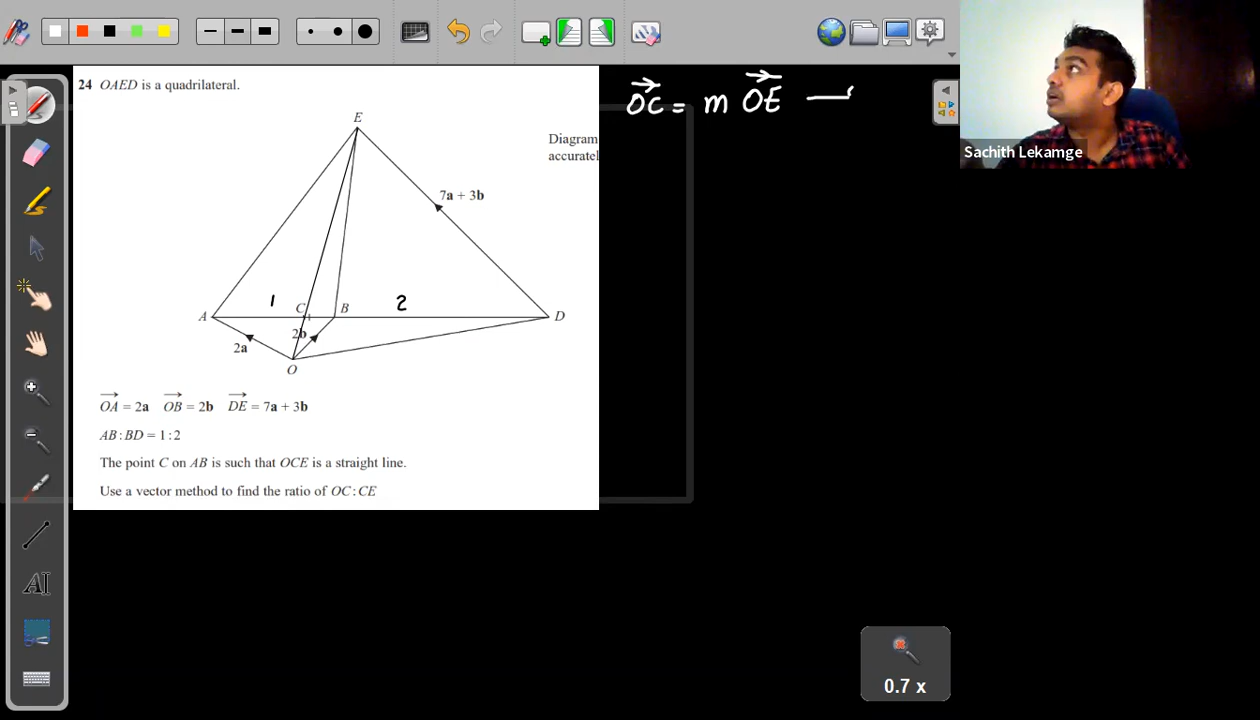 24 OAED is a quadrilateral.
OC = m OE —
Sachith Lekamge
E
Diagram
accuratel
7a + 3b
1
C
B
2
A
D
2b
2a
O
OA = 2a OB = 2b DE = 7a + 3b
AB : BD = 1 : 2
The point C on AB is such that OCE is a straight line.
Use a vector method to find the ratio of OC : CE
AI
0.7 x